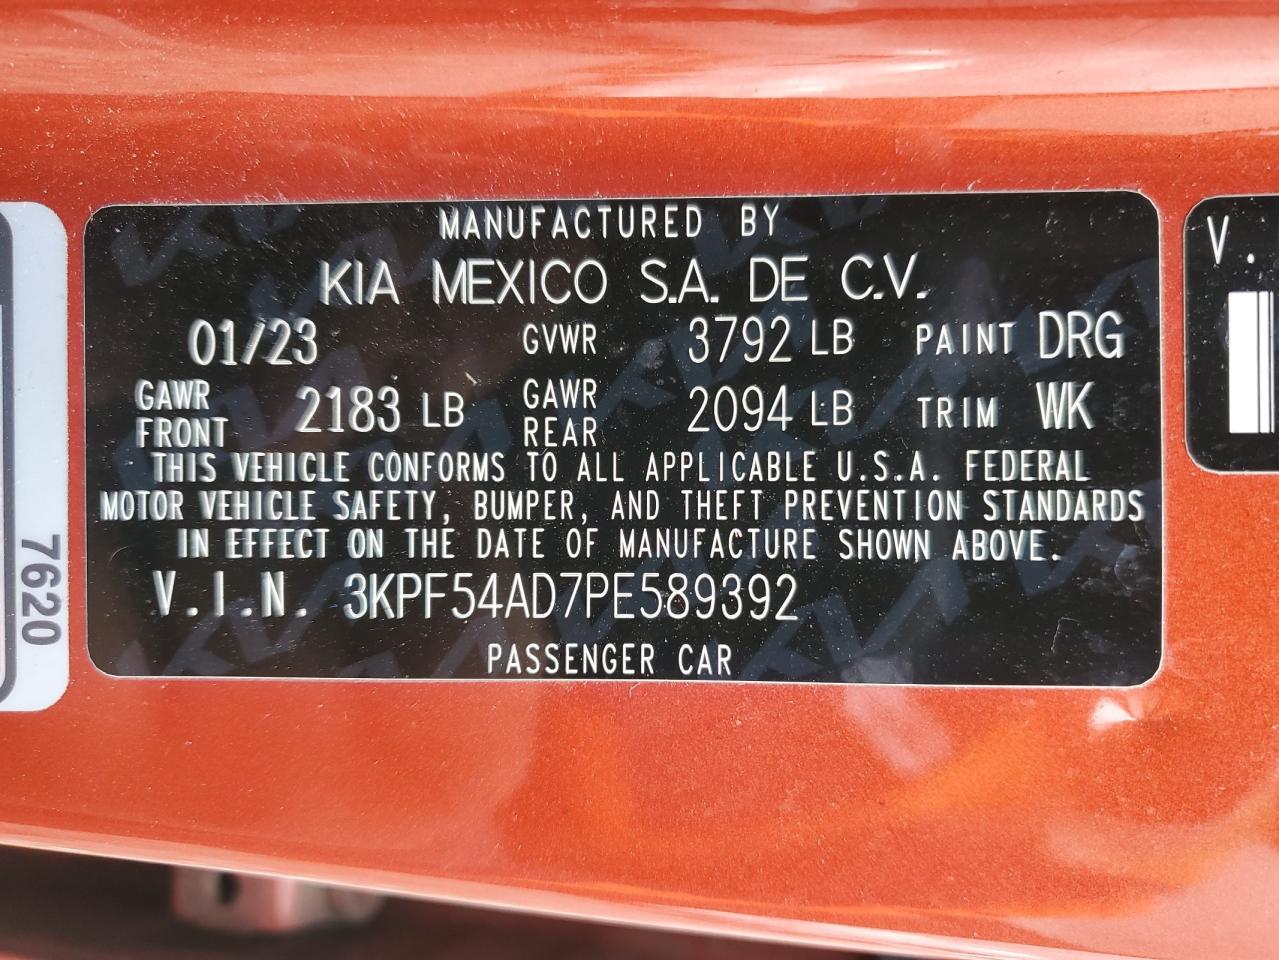 MANUFACTURED BY
KIA MEXICO S.A. DE C.V.
01/23 GVWR 3792 LB PAINT DRG
GAWR FRONT 2183 LB GAWR REAR 2094 LB TRIM WK
THIS VEHICLE CONFORMS TO ALL APPLICABLE U.S.A. FEDERAL
MOTOR VEHICLE SAFETY, BUMPER, AND THEFT PREVENTION STANDARDS
IN EFFECT ON THE DATE OF MANUFACTURE SHOWN ABOVE.
V.I.N. 3KPF54AD7PE589392
PASSENGER CAR
7620
V.